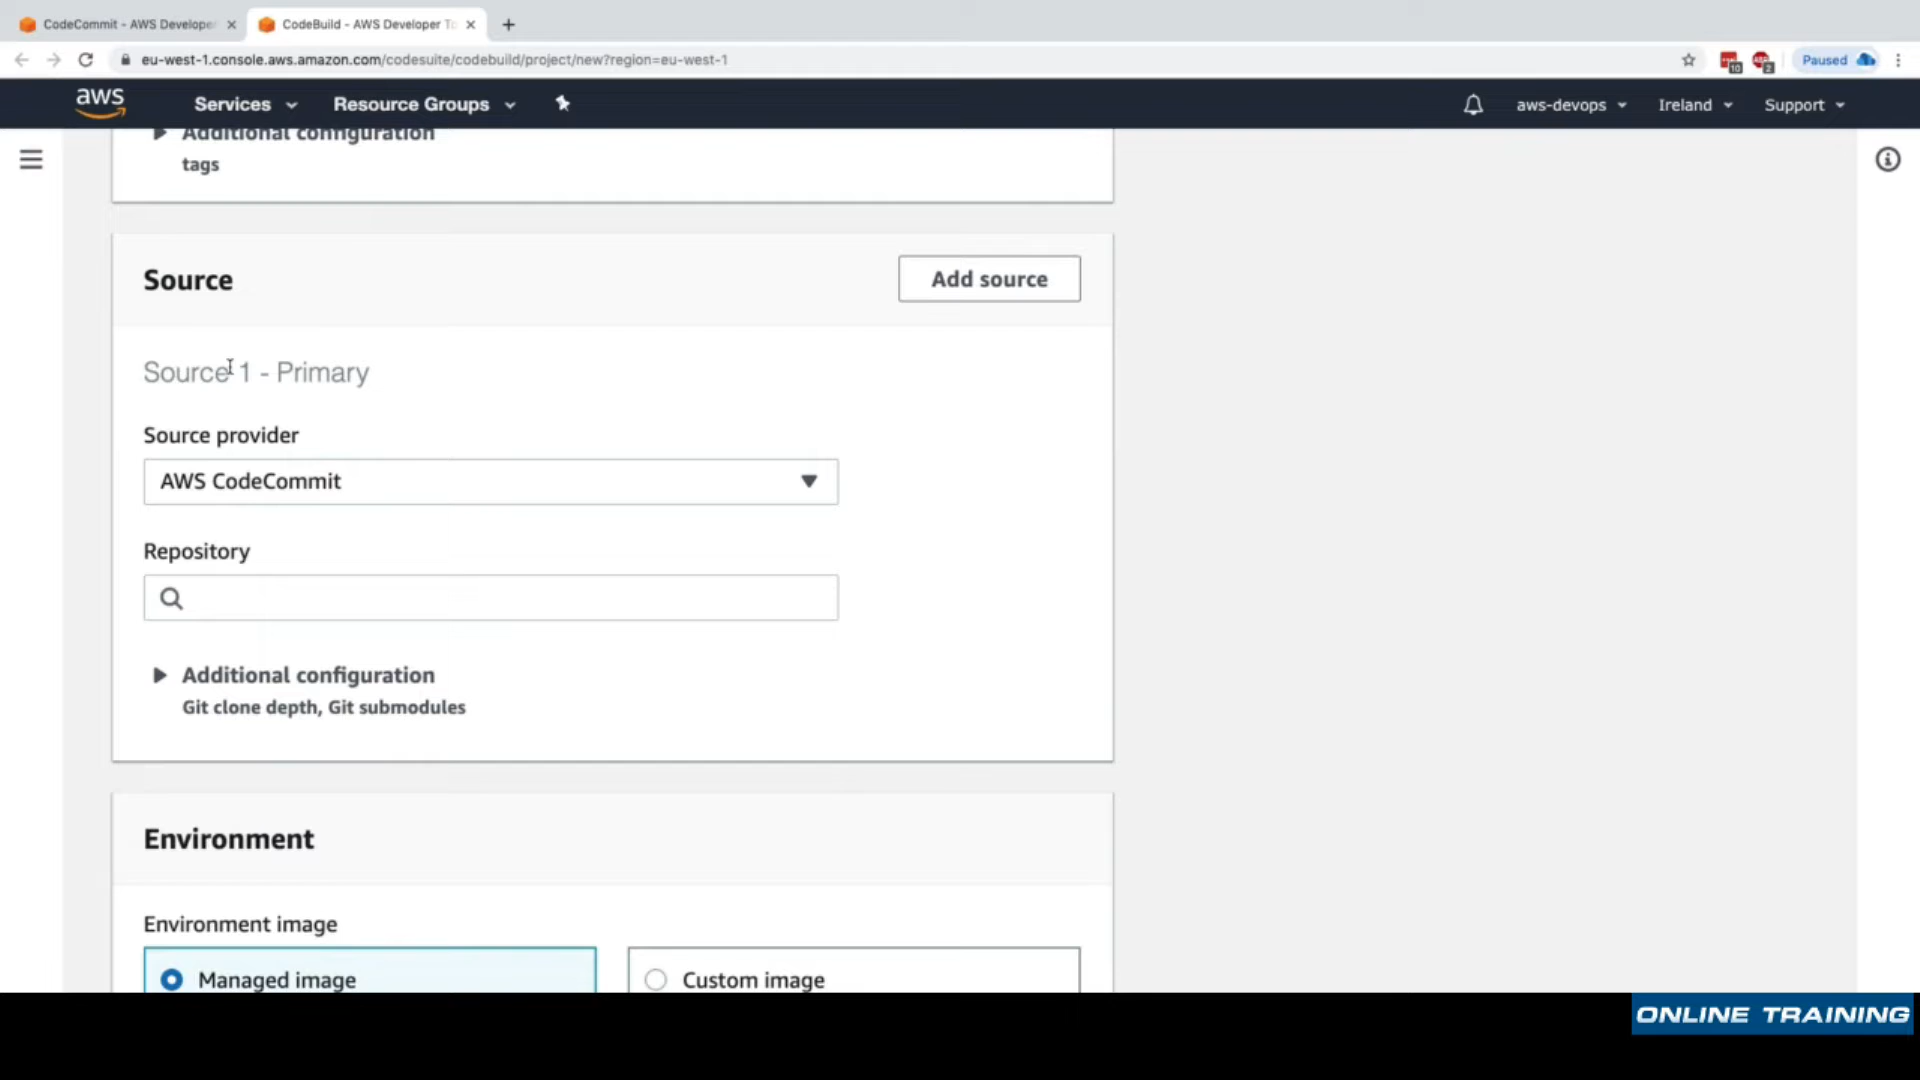 CodeCommit - AWS Develope
CodeBuild - AWS Developer To
eu-west-1.console.aws.amazon.com/codesuite/codebuild/project/new?region=eu-west-1
10
2
Paused
aws
Services
Resource Groups
aws-devops
Ireland
Support
Additional configuration
tags
Source
Add source
Source 1 - Primary
Source provider
AWS CodeCommit
Repository
Additional configuration
Git clone depth, Git submodules
Environment
Environment image
Managed image
Custom image
ONLINE TRAINING